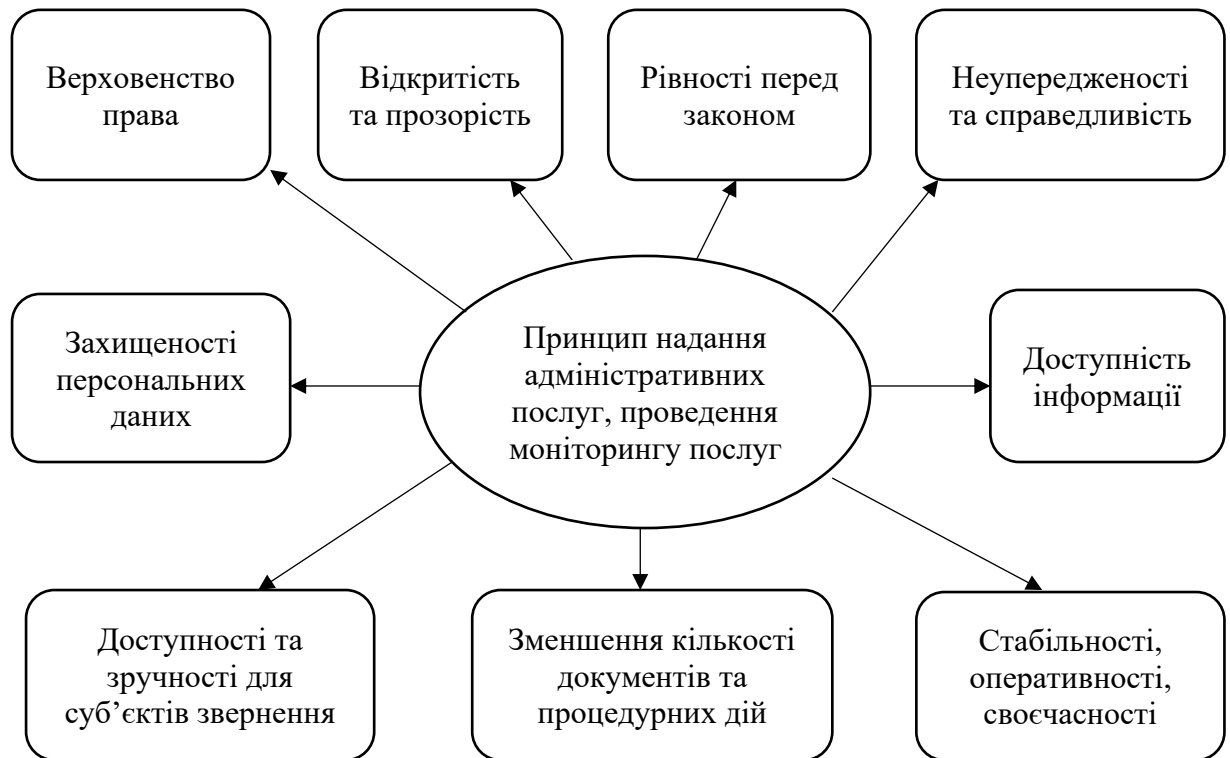 Верховенство
права
Відкритість
та прозорість
Рівності перед
законом
Неупередженості
та справедливість
Захищеності
персональних
даних
Принцип надання
адміністративних
послуг, проведення
моніторингу послуг
Доступність
інформації
Доступності та
зручності для
суб’єктів звернення
Зменшення кількості
документів та
процедурних дій
Стабільності,
оперативності,
своєчасності